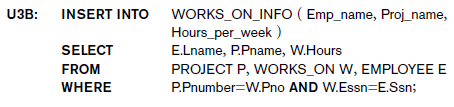 U3B: INSERT INTO WORKS_ON_INFO ( Emp_name, Proj_name,
Hours_per_week )
SELECT E.Lname, P.Pname, W.Hours
FROM PROJECT P, WORKS_ON W, EMPLOYEE E
WHERE P.Pnumber=W.Pno AND W.Essn=E.Ssn;